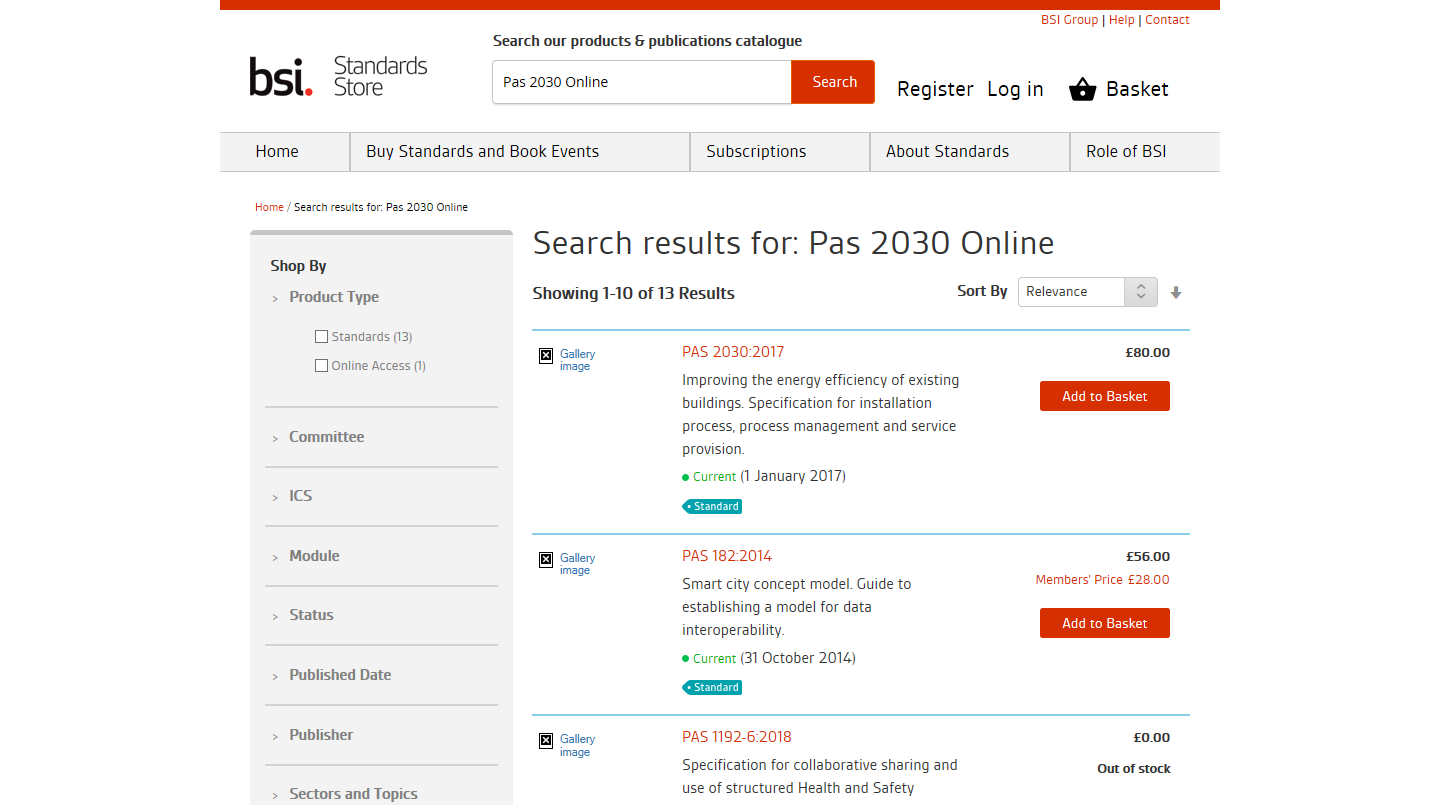 BSI Group | Help | Contact
Search our products & publications catalogue
bsi. Standards
Store
Pas 2030 Online
Search
Register Log in Basket
Home
Buy Standards and Book Events
Subscriptions
About Standards
Role of BSI
Home / Search results for: Pas 2030 Online
Shop By
> Product Type
Standards (13)
Online Access (1)
> Committee
> ICS
> Module
> Status
> Published Date
> Publisher
> Sectors and Topics
Search results for: Pas 2030 Online
Showing 1-10 of 13 Results
Sort By
Relevance
Gallery
image
PAS 2030:2017
£80.00
Improving the energy efficiency of existing
buildings. Specification for installation
process, process management and service
provision.
Add to Basket
Current (1 January 2017)
Standard
Gallery
image
PAS 182:2014
£56.00
Members' Price £28.00
Smart city concept model. Guide to
establishing a model for data
interoperability.
Add to Basket
Current (31 October 2014)
Standard
Gallery
image
PAS 1192-6:2018
£0.00
Out of stock
Specification for collaborative sharing and
use of structured Health and Safety